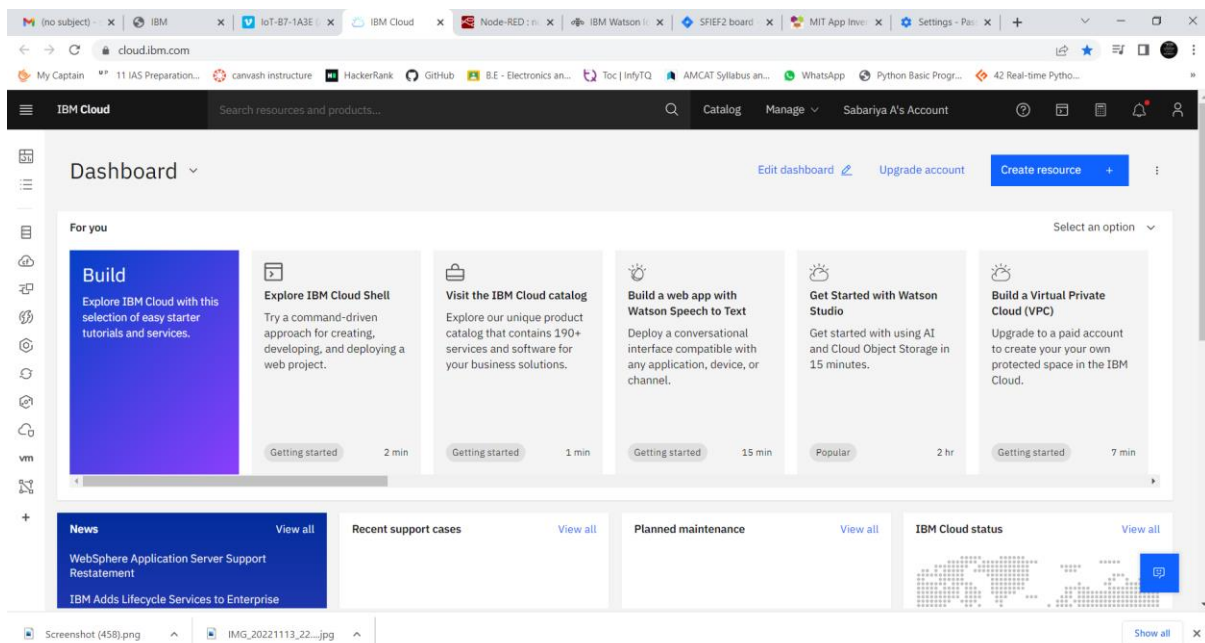 (no subject) -
IBM
IoT-B7-1A3E (
IBM Cloud
Node-RED : n
IBM Watson I
SFIEF2 board
MIT App Inve
Settings - Pas
cloud.ibm.com
My Captain
11 IAS Preparation...
canvash instructure
HackerRank
GitHub
B.E - Electronics an...
Toc | InfyTQ
AMCAT Syllabus an...
WhatsApp
Python Basic Progr...
42 Real-time Pytho...
IBM Cloud
Search resources and products...
Catalog
Manage
Sabariya A's Account
Dashboard
Edit dashboard
Upgrade account
Create resource +
For you
Select an option
Build
Explore IBM Cloud with this
selection of easy starter
tutorials and services.
Explore IBM Cloud Shell
Try a command-driven
approach for creating,
developing, and deploying a
web project.
Getting started
2 min
Visit the IBM Cloud catalog
Explore our unique product
catalog that contains 190+
services and software for
your business solutions.
Getting started
1 min
Build a web app with
Watson Speech to Text
Deploy a conversational
interface compatible with
any application, device, or
channel.
Getting started
15 min
Get Started with Watson
Studio
Get started with using AI
and Cloud Object Storage in
15 minutes.
Popular
2 hr
Build a Virtual Private
Cloud (VPC)
Upgrade to a paid account
to create your your own
protected space in the IBM
Cloud.
Getting started
7 min
vm
News
View all
WebSphere Application Server Support
Restatement
IBM Adds Lifecycle Services to Enterprise
Recent support cases
View all
Planned maintenance
View all
IBM Cloud status
View all
Screenshot (458).png
IMG_20221113_22....jpg
Show all